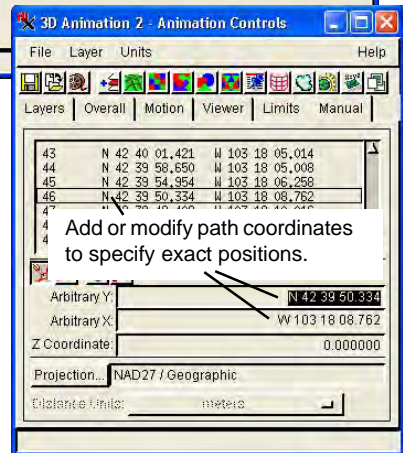 3D Animation 2 - Animation Controls
File Layer Units Help
Layers Overall Motion Viewer Limits Manual
43 N 42 40 01.421 W 103 18 05.014
44 N 42 39 58.650 W 103 18 05.008
45 N 42 39 54.954 W 103 18 06.258
46 N 42 39 50.334 W 103 18 08.762
47
Add or modify path coordinates
to specify exact positions.
Arbitrary Y: N 42 39 50.334
Arbitrary X: W 103 18 08.762
Z Coordinate: 0.000000
Projection... NAD27 / Geographic
Distance Units: meters